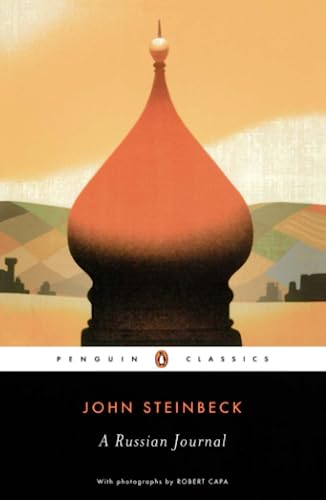 PENGUIN CLASSICS
JOHN STEINBECK
A Russian Journal
With photographs by ROBERT CAPA